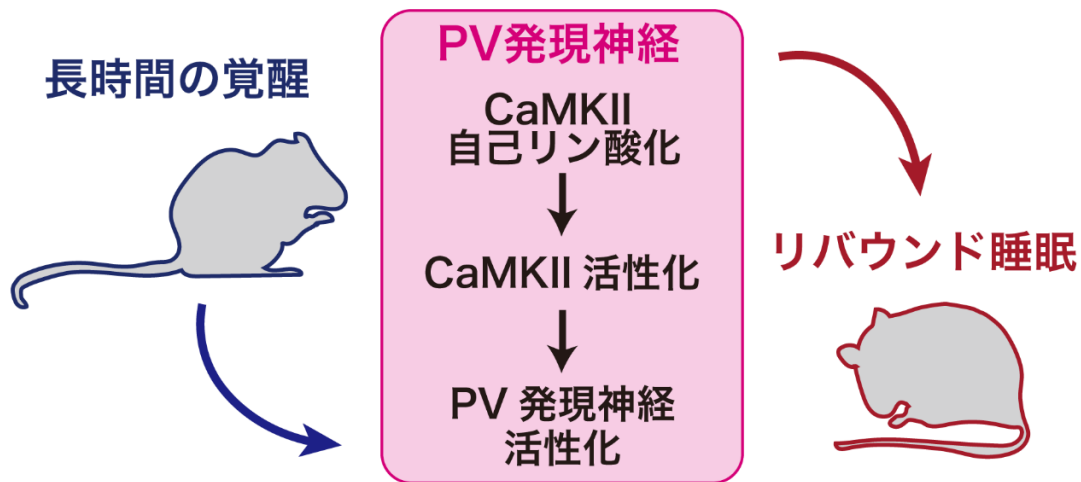 長時間の覚醒
PV発現神経
CaMKII
自己リン酸化
CaMKII 活性化
PV 発現神経
活性化
リバウンド睡眠